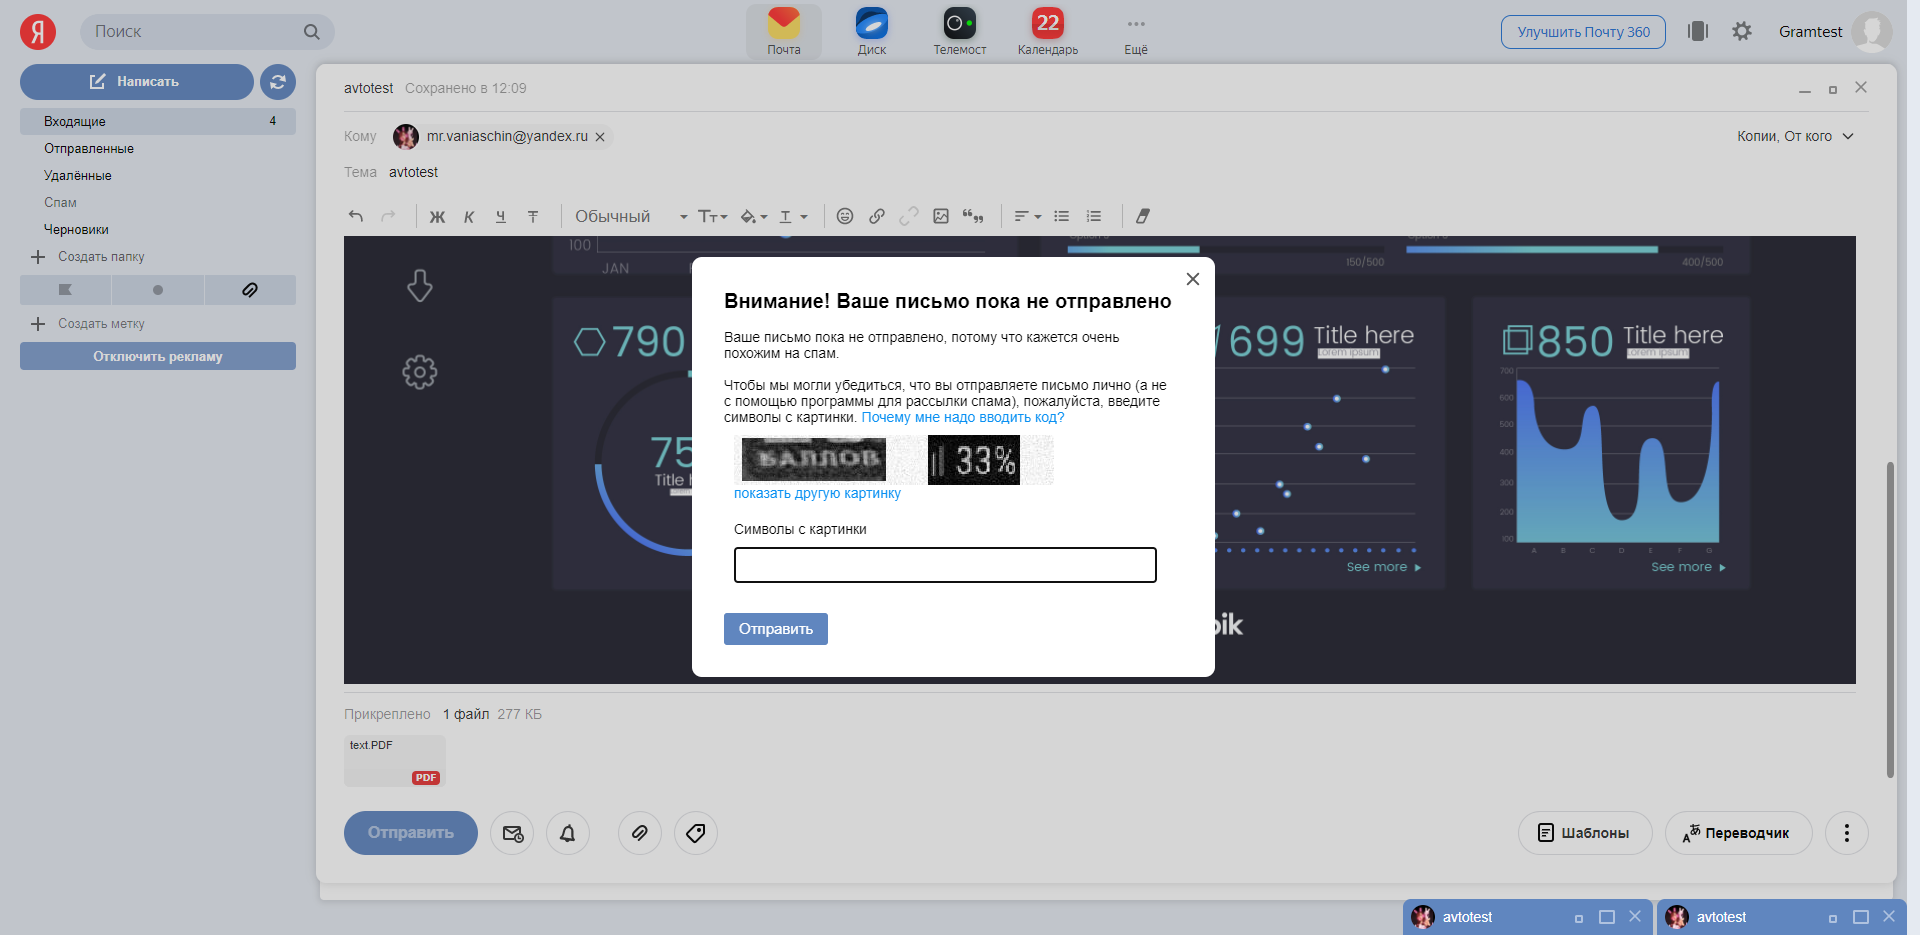 Я
Поиск
Почта
Диск
Телемост
22
Календарь
Ещё
Улучшить Почту 360
Gramtest
Написать
Входящие 4
Отправленные
Удалённые
Спам
Черновики
Создать папку
Создать метку
Отключить рекламу
avtotest Сохранено в 12:09
Кому mr.vaniaschin@yandex.ru
Копии, От кого
Тема avtotest
Ж К Ч Т Обычный TT T
100
JAN
150/500
400/500
790
75
Title
Внимание! Ваше письмо пока не отправлено
Ваше письмо пока не отправлено, потому что кажется очень
похожим на спам.
Чтобы мы могли убедиться, что вы отправляете письмо лично (а не
с помощью программы для рассылки спама), пожалуйста, введите
символы с картинки. Почему мне надо вводить код?
БАЛЛОВ 33%
показать другую картинку
Символы с картинки
Отправить
699 Title here
Lorem ipsum
See more
850 Title here
Lorem ipsum
700
600
500
400
300
200
100
A B C D E F G
See more
pik
Прикреплено 1 файл 277 КБ
text.PDF
PDF
Отправить
Шаблоны
Переводчик
avtotest
avtotest